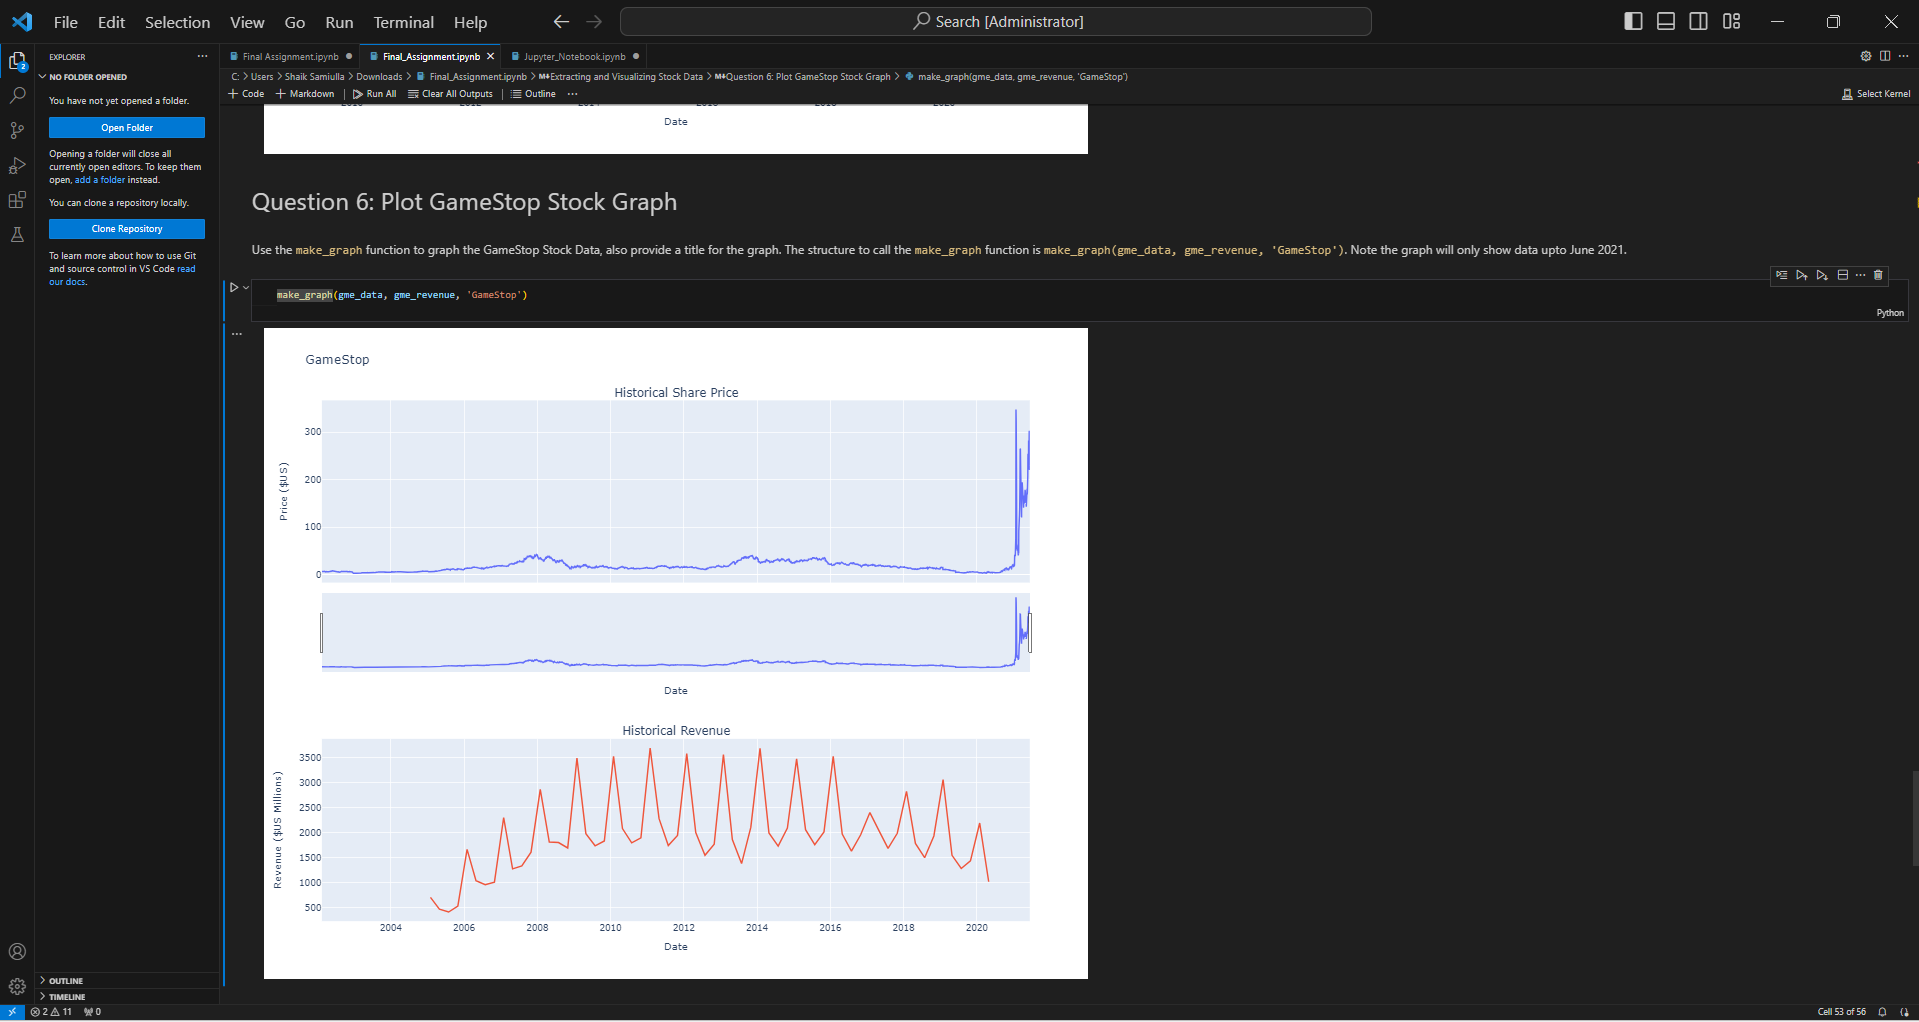 File Edit Selection View Go Run Terminal Help
Search [Administrator]
EXPLORER
NO FOLDER OPENED
You have not yet opened a folder.
Open Folder
Opening a folder will close all
currently open editors. To keep them
open, add a folder instead.
You can clone a repository locally.
Clone Repository
To learn more about how to use Git
and source control in VS Code read
our docs.
OUTLINE
TIMELINE
2
Final Assignment.ipynb
Final_Assignment.ipynb
Jupyter_Notebook.ipynb
C: > Users > Shaik Samiulla > Downloads > Final_Assignment.ipynb > M↓Extracting and Visualizing Stock Data > M↓Question 6: Plot GameStop Stock Graph > make_graph(gme_data, gme_revenue, 'GameStop')
+ Code + Markdown | Run All Clear All Outputs | Outline ...
Select Kernel
Date
Question 6: Plot GameStop Stock Graph
Use the make_graph function to graph the GameStop Stock Data, also provide a title for the graph. The structure to call the make_graph function is make_graph(gme_data, gme_revenue, 'GameStop'). Note the graph will only show data upto June 2021.
make_graph(gme_data, gme_revenue, 'GameStop')
Python
GameStop
Historical Share Price
Price ($US)
300
200
100
0
Date
Historical Revenue
Revenue ($US Millions)
3500
3000
2500
2000
1500
1000
500
2004 2006 2008 2010 2012 2014 2016 2018 2020
Date
2 11 0
Cell 53 of 56